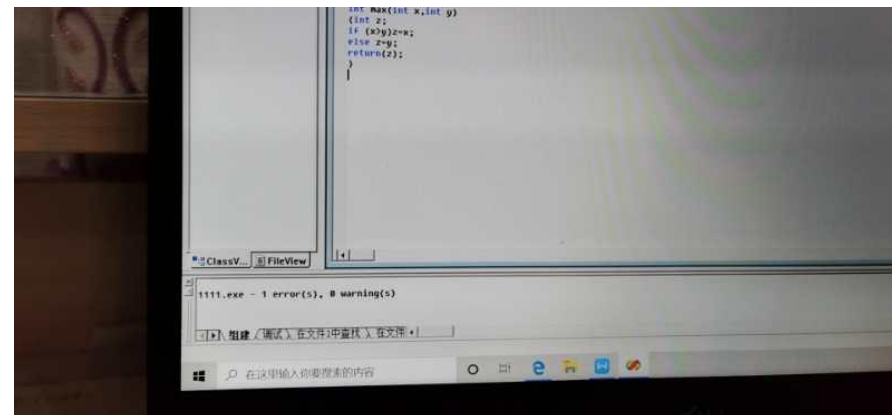 int max(int x,int y)
{int z;
if (x>y)z=x;
else z=y;
return(z);
}
ClassV... FileView
1111.exe - 1 error(s), 0 warning(s)
组建 调试 在文件1中查找 在文件
在这里输入你要搜索的内容